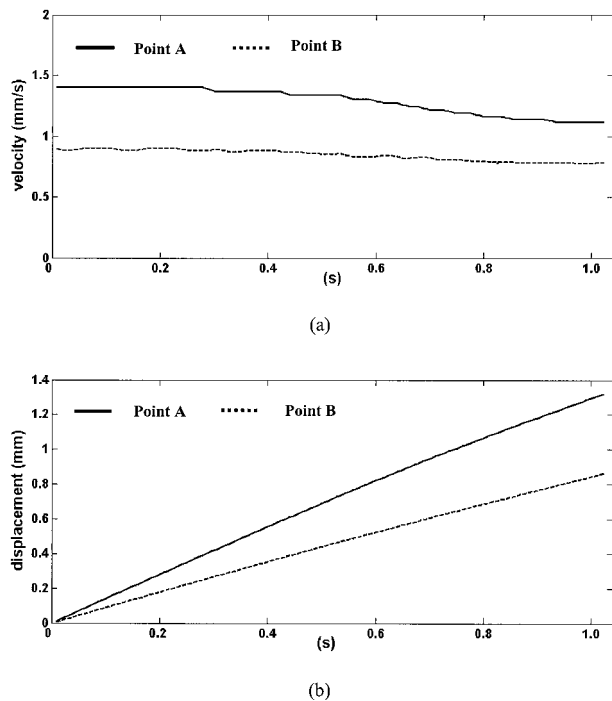 2
Point A
Point B
1.5
1
0.5
0
velocity (mm/s)
0 0.2 0.4 0.6 0.8 1.0
(s)
(a)
1.4
Point A
Point B
1.2
1
0.8
0.6
0.4
0.2
0
displacement (mm)
0 0.2 0.4 0.6 0.8 1.0
(s)
(b)